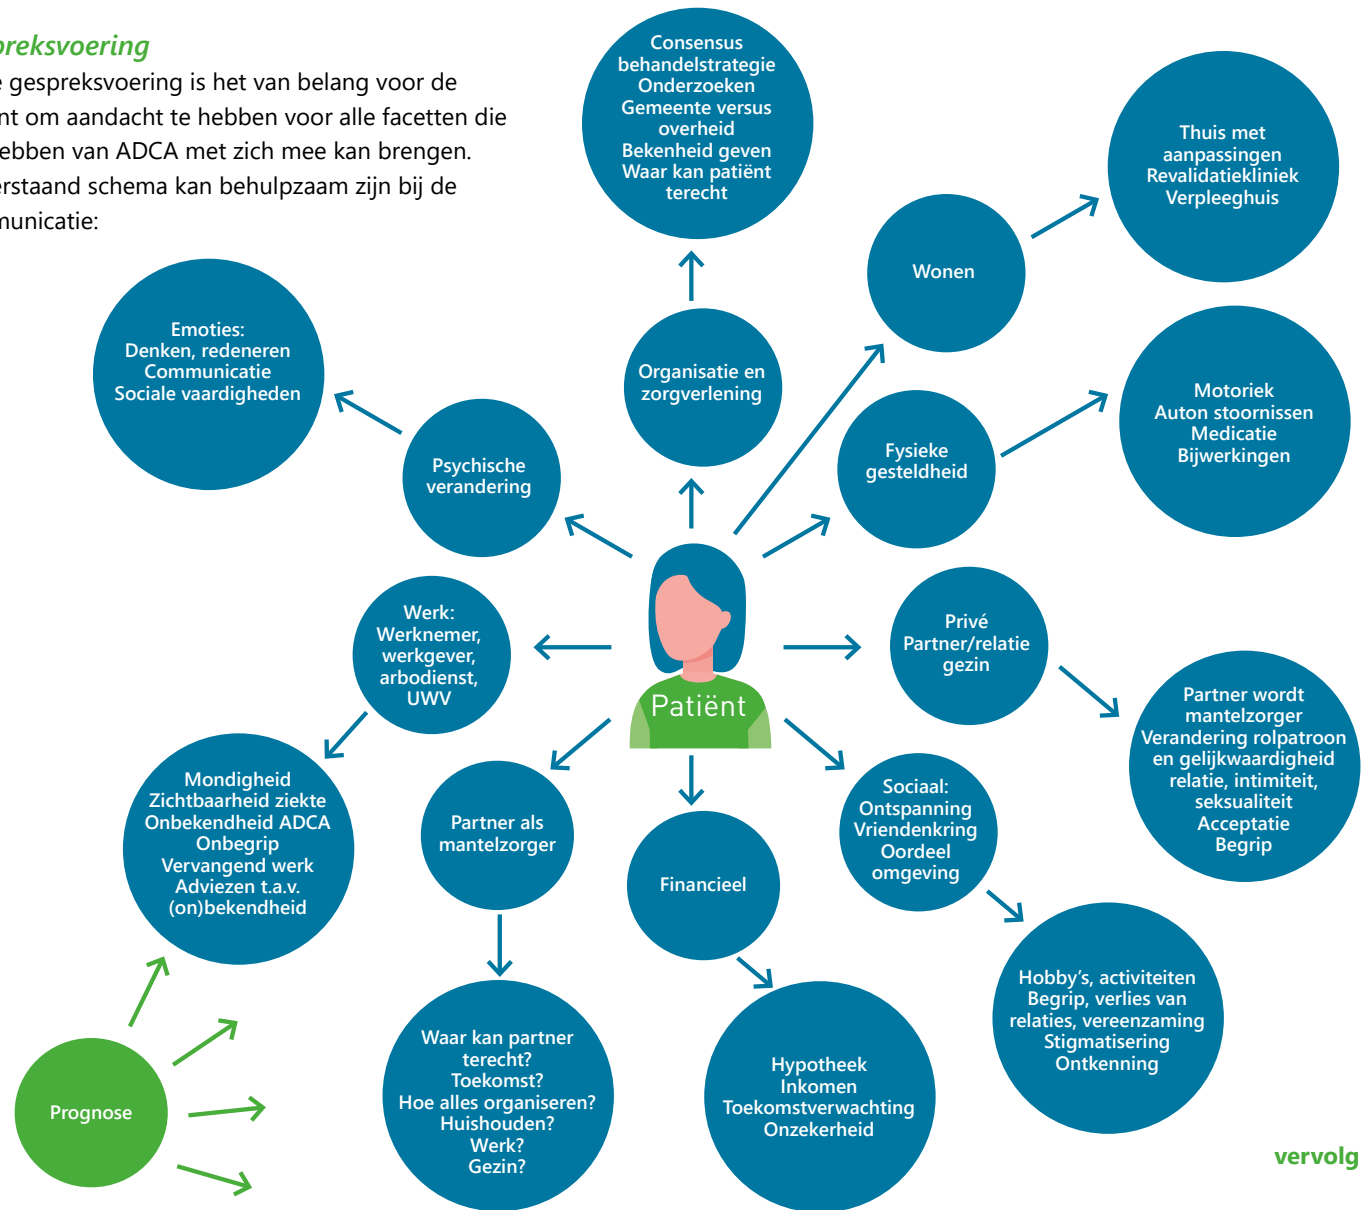 preksvoering
e gespreksvoering is het van belang voor de
nt om aandacht te hebben voor alle facetten die
ebben van ADCA met zich mee kan brengen.
erstaand schema kan behulpzaam zijn bij de
municatie:
Consensus
behandelstrategie
Onderzoeken
Gemeente versus
overheid
Bekenheid geven
Waar kan patiënt
terecht
Thuis met
aanpassingen
Revalidatiekliniek
Verpleeghuis
Wonen
Emoties:
Denken, redeneren
Communicatie
Sociale vaardigheden
Organisatie en
zorgverlening
Motoriek
Auton stoornissen
Medicatie
Bijwerkingen
Psychische
verandering
Fysieke
gesteldheid
Werk:
Werknemer,
werkgever,
arbodienst,
UWV
Patiënt
Privé
Partner/relatie
gezin
Partner wordt
mantelzorger
Verandering rolpatroon
en gelijkwaardigheid
relatie, intimiteit,
seksualiteit
Acceptatie
Begrip
Mondigheid
Zichtbaarheid ziekte
Onbekendheid ADCA
Onbegrip
Vervangend werk
Adviezen t.a.v.
(on)bekendheid
Partner als
mantelzorger
Financieel
Sociaal:
Ontspanning
Vriendenkring
Oordeel
omgeving
Hobby’s, activiteiten
Begrip, verlies van
relaties, vereenzaming
Stigmatisering
Ontkenning
Waar kan partner
terecht?
Toekomst?
Hoe alles organiseren?
Huishouden?
Werk?
Gezin?
Hypotheek
Inkomen
Toekomstverwachting
Onzekerheid
Prognose
vervolg